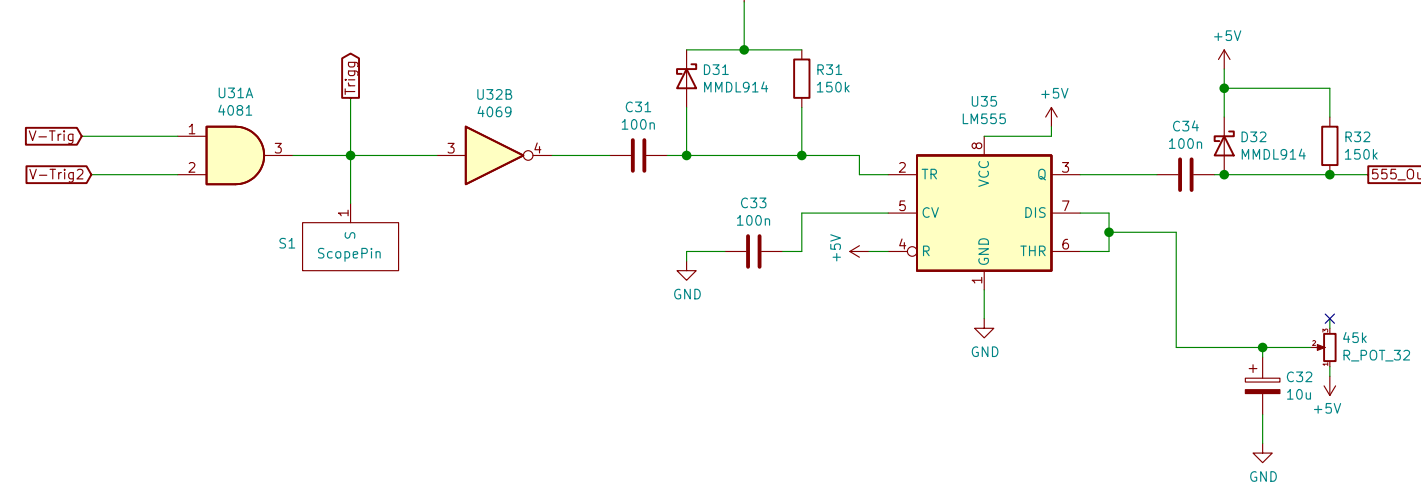 V-Trig
V-Trig2
U31A
4081
1
2
3
Trigg
S1
1
S
ScopePin
U32B
4069
3
4
C31
100n
D31
MMDL914
R31
150k
C33
100n
GND
+5V
U35
LM555
+5V
8
VCC
2
TR
5
CV
4
R
Q
3
DIS
7
THR
6
GND
1
GND
C34
100n
+5V
D32
MMDL914
R32
150k
555_Ou
3
2
1
45k
R_POT_32
+5V
+
C32
10u
GND